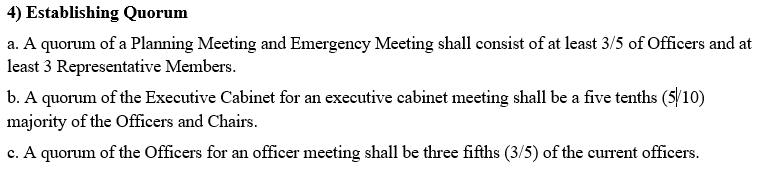 4) Establishing Quorum
a. A quorum of a Planning Meeting and Emergency Meeting shall consist of at least 3/5 of Officers and at
least 3 Representative Members.
b. A quorum of the Executive Cabinet for an executive cabinet meeting shall be a five tenths (5/10)
majority of the Officers and Chairs.
c. A quorum of the Officers for an officer meeting shall be three fifths (3/5) of the current officers.